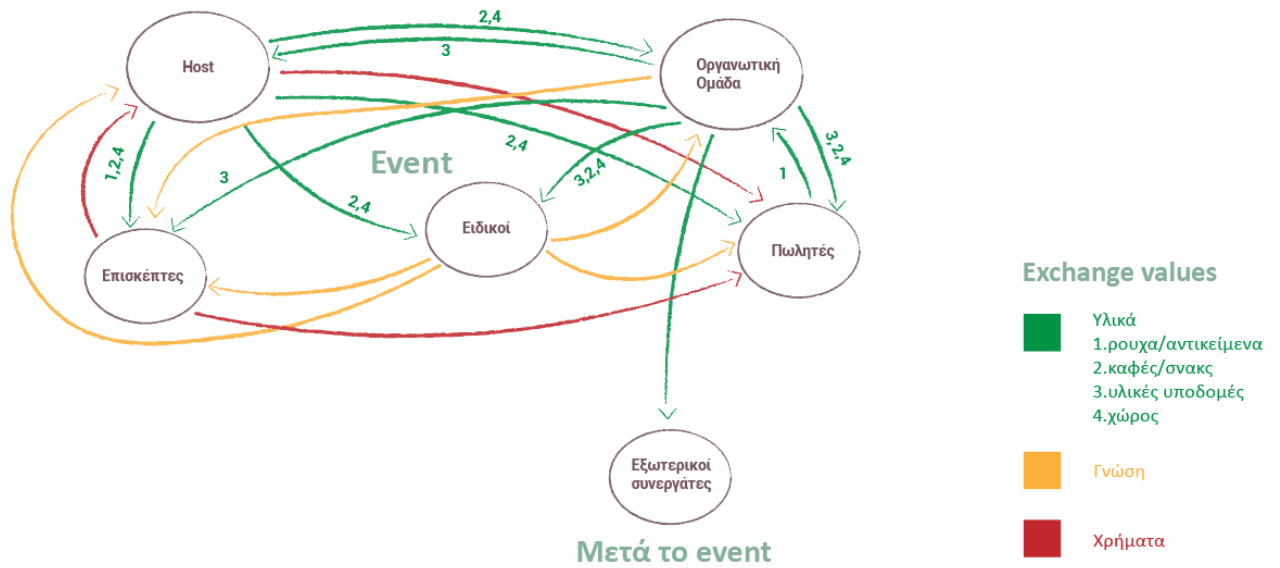 2,4
3
Host
Οργανωτική
Ομάδα
1,2,4
2,4
3,2,4
Event
3
3,2,4
1
2,4
Ειδικοί
Πωλητές
Επισκέπτες
Exchange values
Υλικά
1.ρουχα/αντικείμενα
2.καφές/σνακς
3.υλικές υποδομές
4.χώρος
Εξωτερικοί
συνεργάτες
Γνώση
Χρήματα
Μετά το event